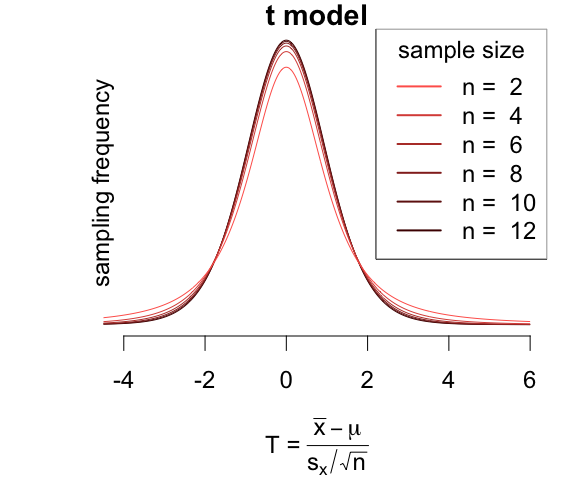 t model
sampling frequency
sample size
n = 2
n = 4
n = 6
n = 8
n = 10
n = 12
-4 -2 0 2 4 6
T = (x̅ − μ) / (sₓ/√n)